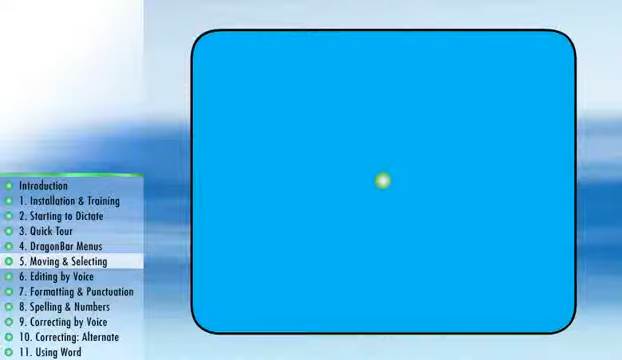 Introduction
1. Installation & Training
2. Starting to Dictate
3. Quick Tour
4. DragonBar Menus
5. Moving & Selecting
6. Editing by Voice
7. Formatting & Punctuation
8. Spelling & Numbers
9. Correcting by Voice
10. Correcting: Alternate
11. Using Word